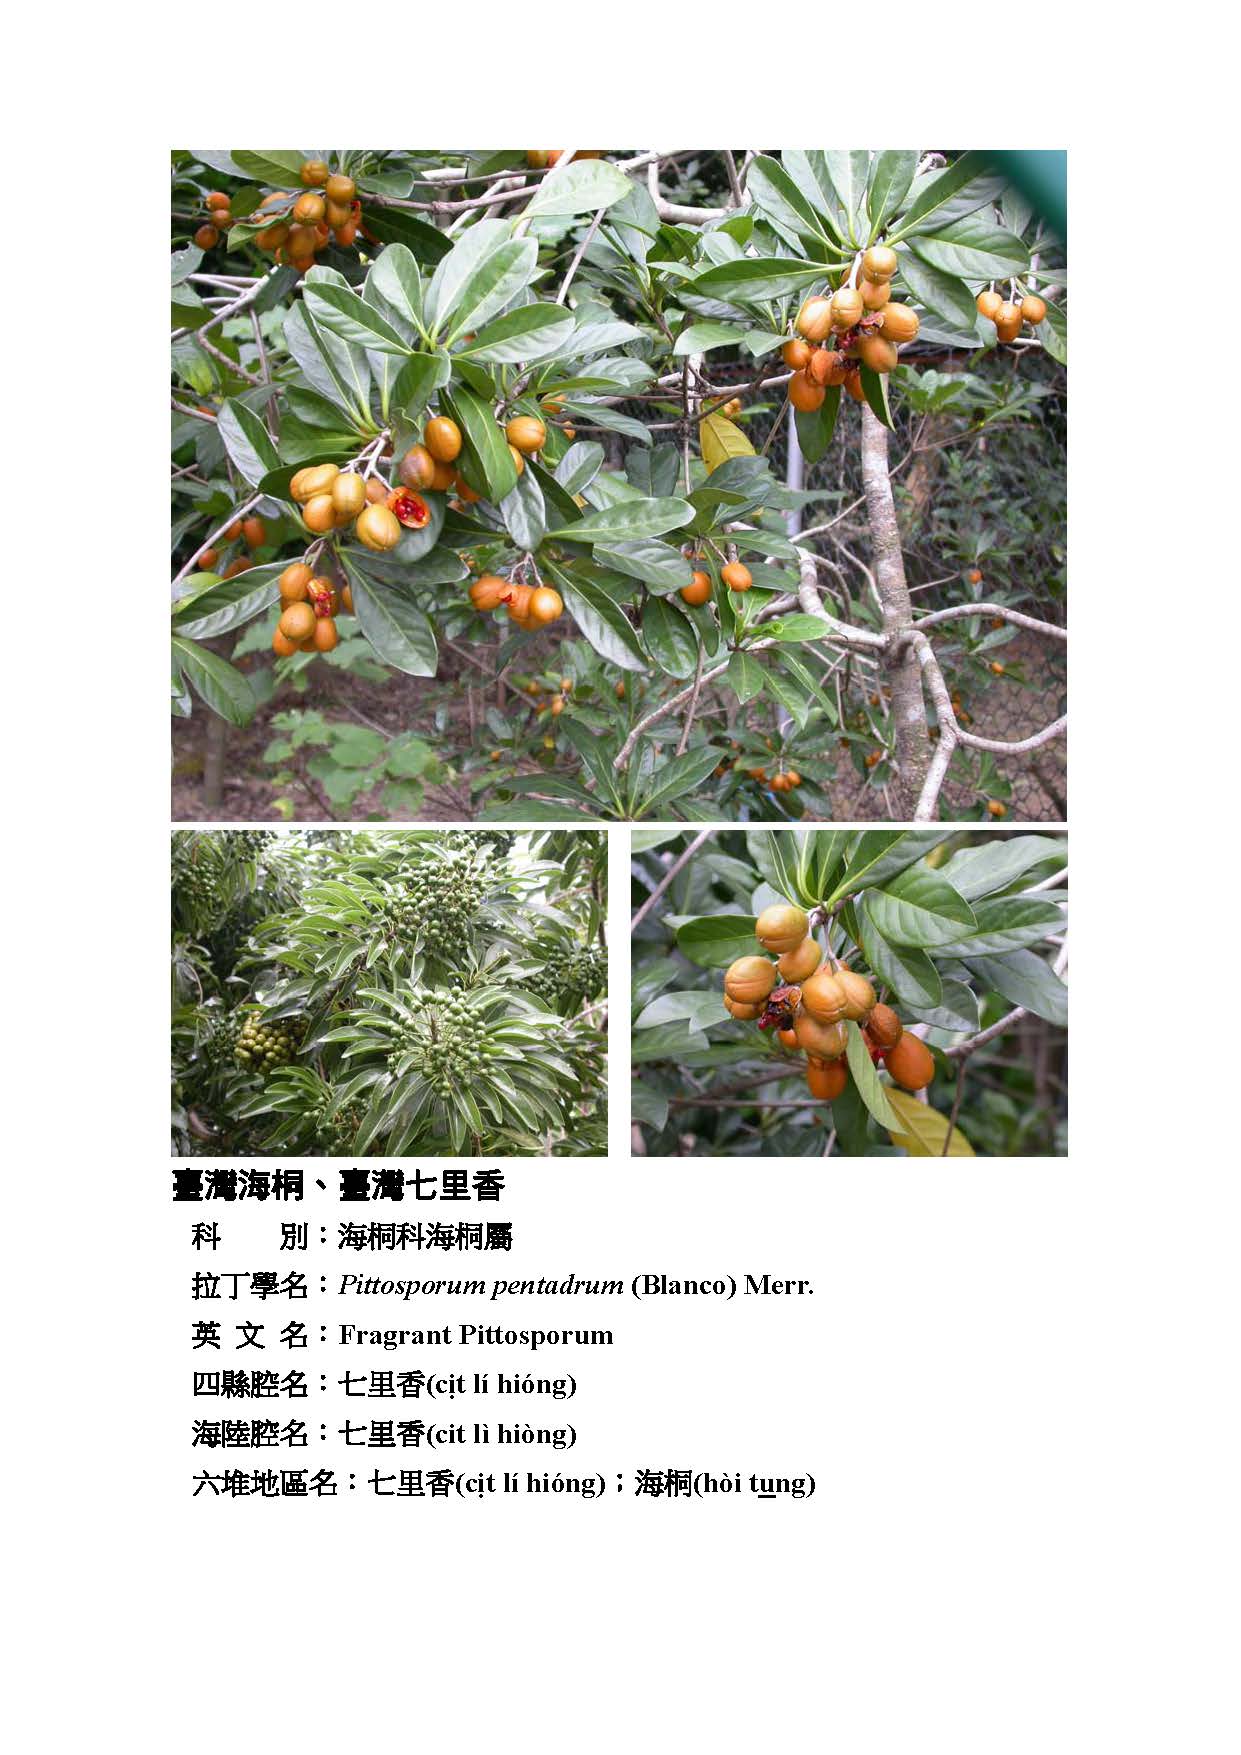 臺灣海桐、臺灣七里香
科　　別：海桐科海桐屬
拉丁學名：Pittosporum pentadrum (Blanco) Merr.
英 文 名：Fragrant Pittosporum
四縣腔名：七里香(cịt lí hióng)
海陸腔名：七里香(cit lì hiòng)
六堆地區名：七里香(cịt lí hióng)；海桐(hòi tung)